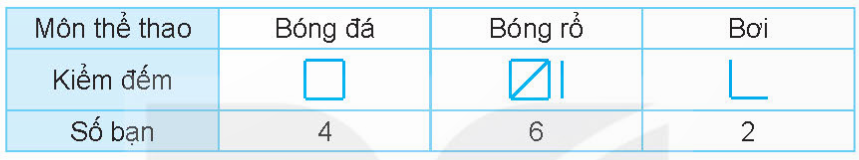 Môn thể thao Bóng đá Bóng rổ Bơi
Kiểm đếm
Số bạn 4 6 2